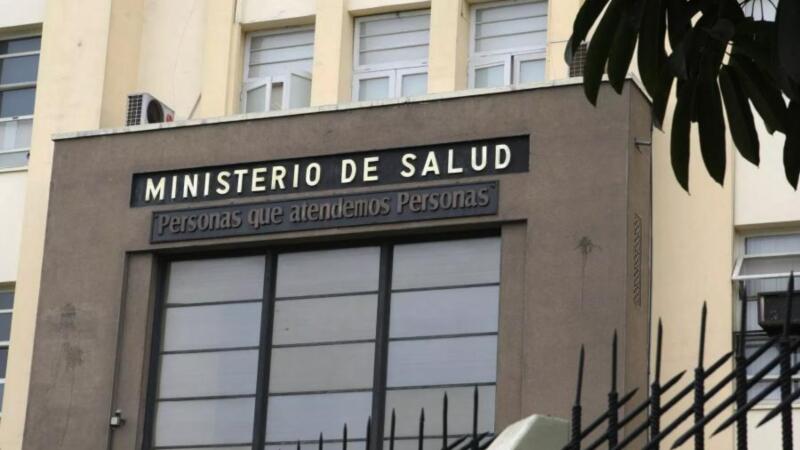 MINISTERIO DE SALUD
Personas que atendemos Personas